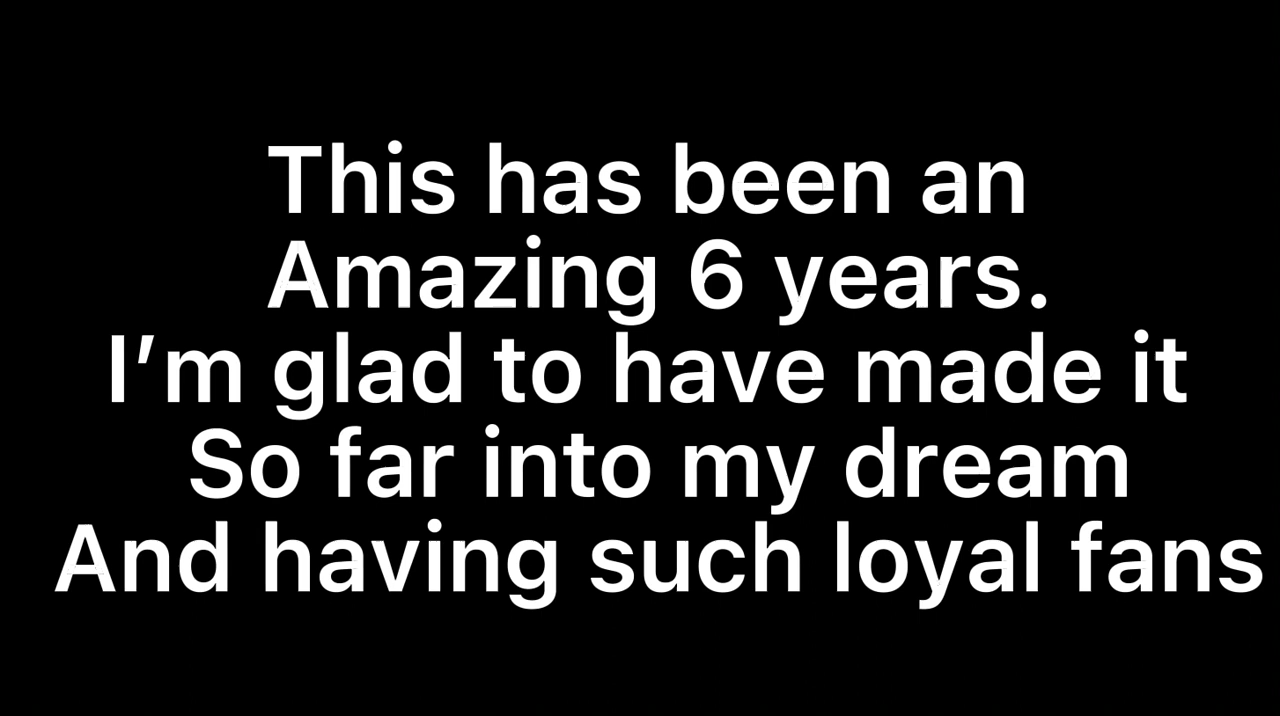 This has been an
Amazing 6 years.
I’m glad to have made it
So far into my dream
And having such loyal fans